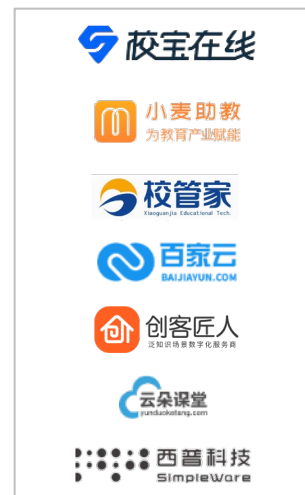 校宝在线
小麦助教
为教育产业赋能
校管家
Xiaoguanjia Educational Tech.
百家云
BAIJIAYUN.COM
创客匠人
泛知识场景数字化服务商
云朵课堂
yunduoketang.com
西普科技
SimpleWare